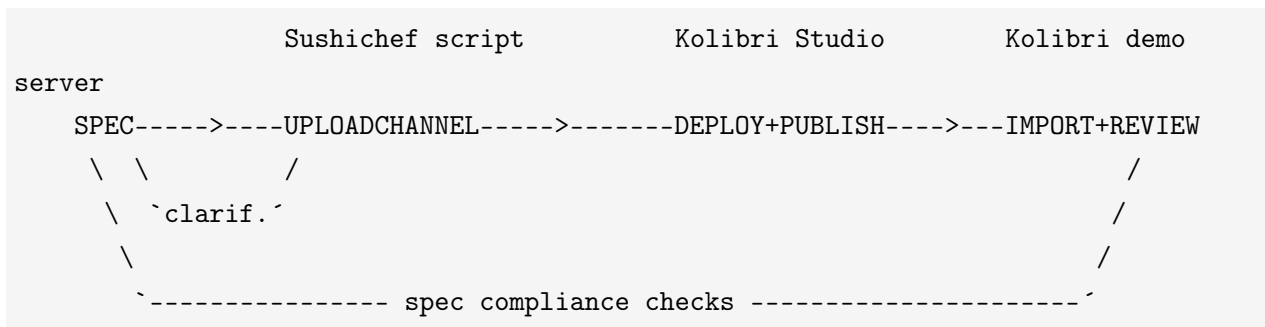 Sushichef script          Kolibri Studio        Kolibri demo
server
    SPEC----->----UPLOADCHANNEL----->-------DEPLOY+PUBLISH---->---IMPORT+REVIEW
     \  \         /                                                       /
      \  `clarif.´                                                       /
       \                                                                /
        `---------------- spec compliance checks ----------------------´